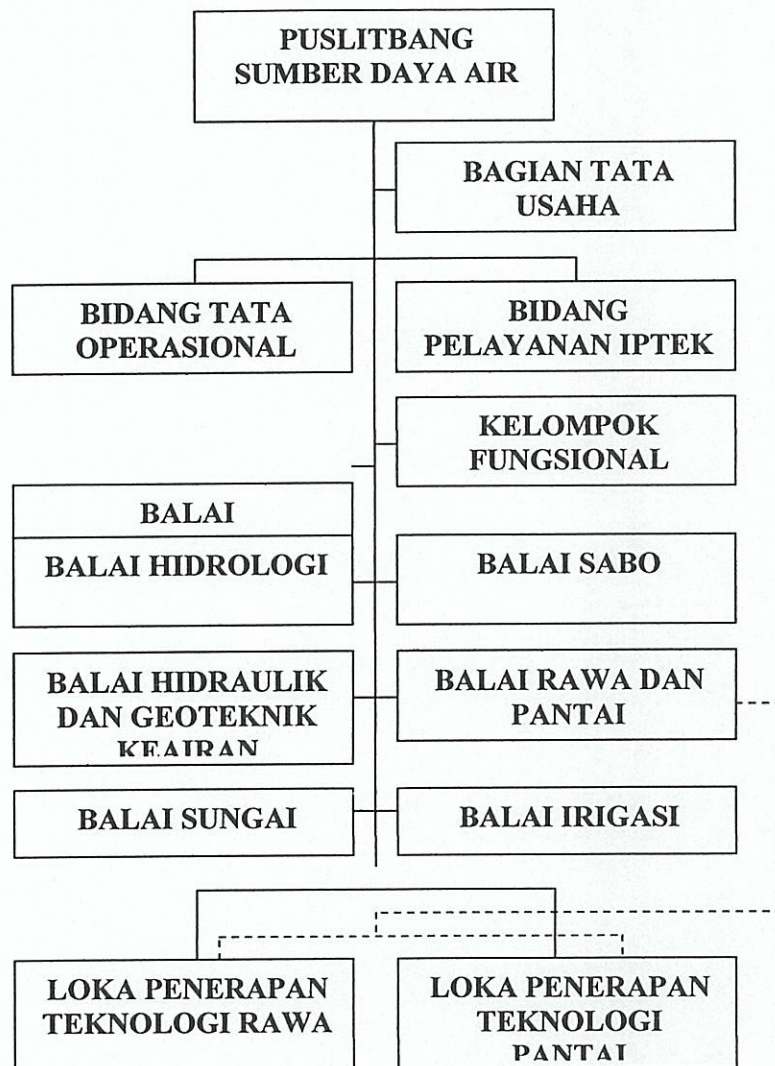 PUSLITBANG
SUMBER DAYA AIR
BAGIAN TATA
USAHA
BIDANG TATA
OPERASIONAL
BIDANG
PELAYANAN IPTEK
KELOMPOK
FUNGSIONAL
BALAI
BALAI HIDROLOGI
BALAI SABO
BALAI HIDRAULIK
DAN GEOTEKNIK
KEAIRAN
BALAI RAWA DAN
PANTAI
BALAI SUNGAI
BALAI IRIGASI
LOKA PENERAPAN
TEKNOLOGI RAWA
LOKA PENERAPAN
TEKNOLOGI
PANTAI